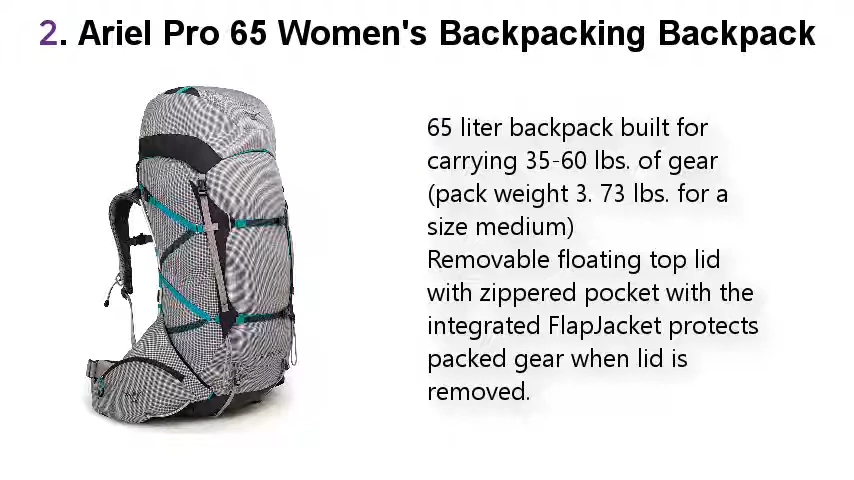 2. Ariel Pro 65 Women's Backpacking Backpack
65 liter backpack built for
carrying 35-60 lbs. of gear
(pack weight 3. 73 lbs. for a
size medium)
Removable floating top lid
with zippered pocket with the
integrated FlapJacket protects
packed gear when lid is
removed.